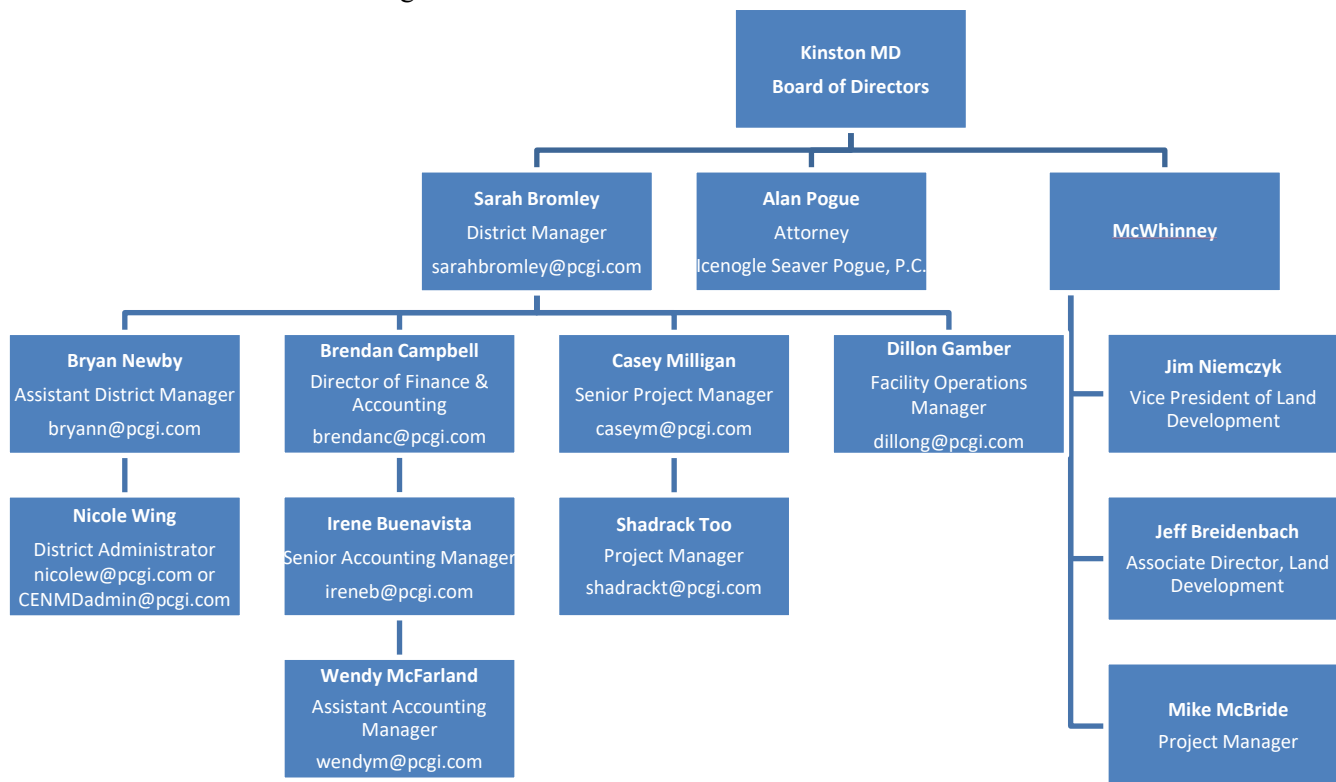 Kinston MD
Board of Directors
Sarah Bromley
District Manager
sarahbromley@pcgi.com
Alan Pogue
Attorney
Icenogle Seaver Pogue, P.C.
McWhinney
Bryan Newby
Assistant District Manager
bryann@pcgi.com
Brendan Campbell
Director of Finance &
Accounting
brendanc@pcgi.com
Casey Milligan
Senior Project Manager
caseym@pcgi.com
Dillon Gamber
Facility Operations
Manager
dillong@pcgi.com
Jim Niemczyk
Vice President of Land
Development
Nicole Wing
District Administrator
nicolew@pcgi.com or
CENMDadmin@pcgi.com
Irene Buenavista
Senior Accounting Manager
ireneb@pcgi.com
Shadrack Too
Project Manager
shadrackt@pcgi.com
Jeff Breidenbach
Associate Director, Land
Development
Wendy McFarland
Assistant Accounting
Manager
wendym@pcgi.com
Mike McBride
Project Manager